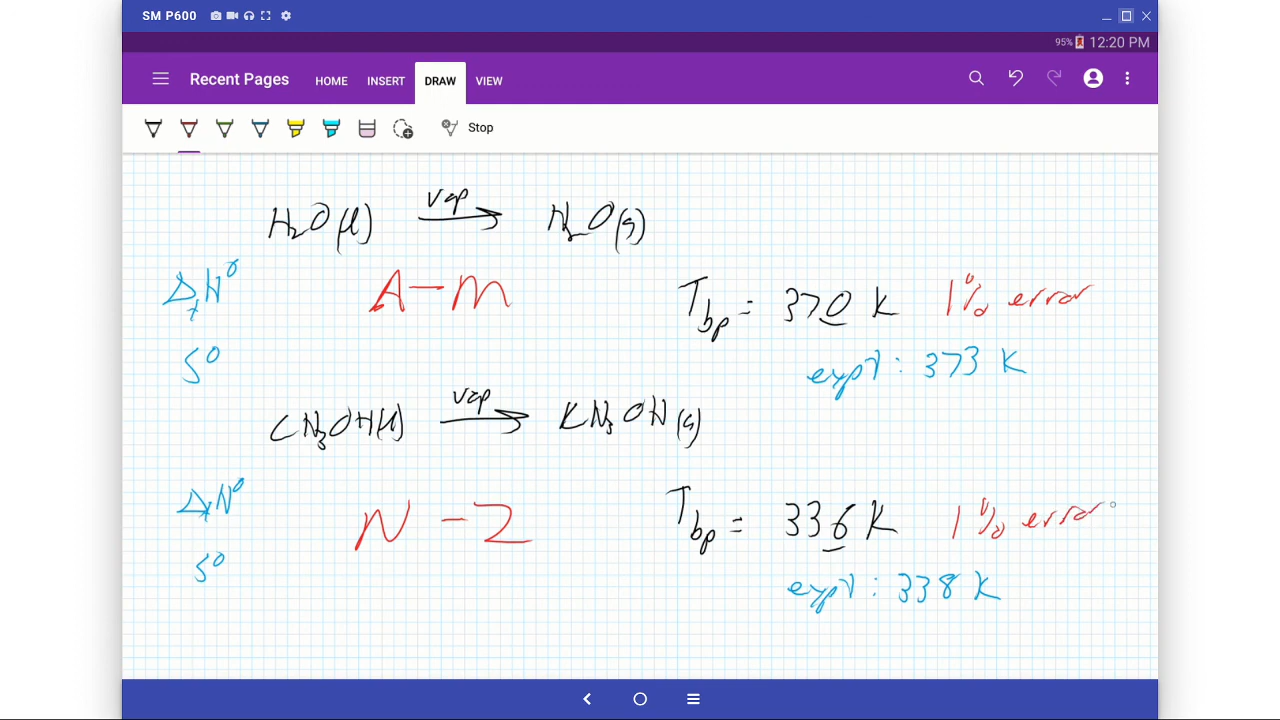 SM P600
95% 12:20 PM
Recent Pages HOME INSERT DRAW VIEW
Stop
H₂O(l) vap → H₂O(g)
ΔfH° A-M Tbp = 370 K 1% error
S° exp'l: 373 K
CH₃OH(l) vap → CH₃OH(g)
ΔfH° N-Z Tbp = 336 K 1% error
S° exp'l: 338 K